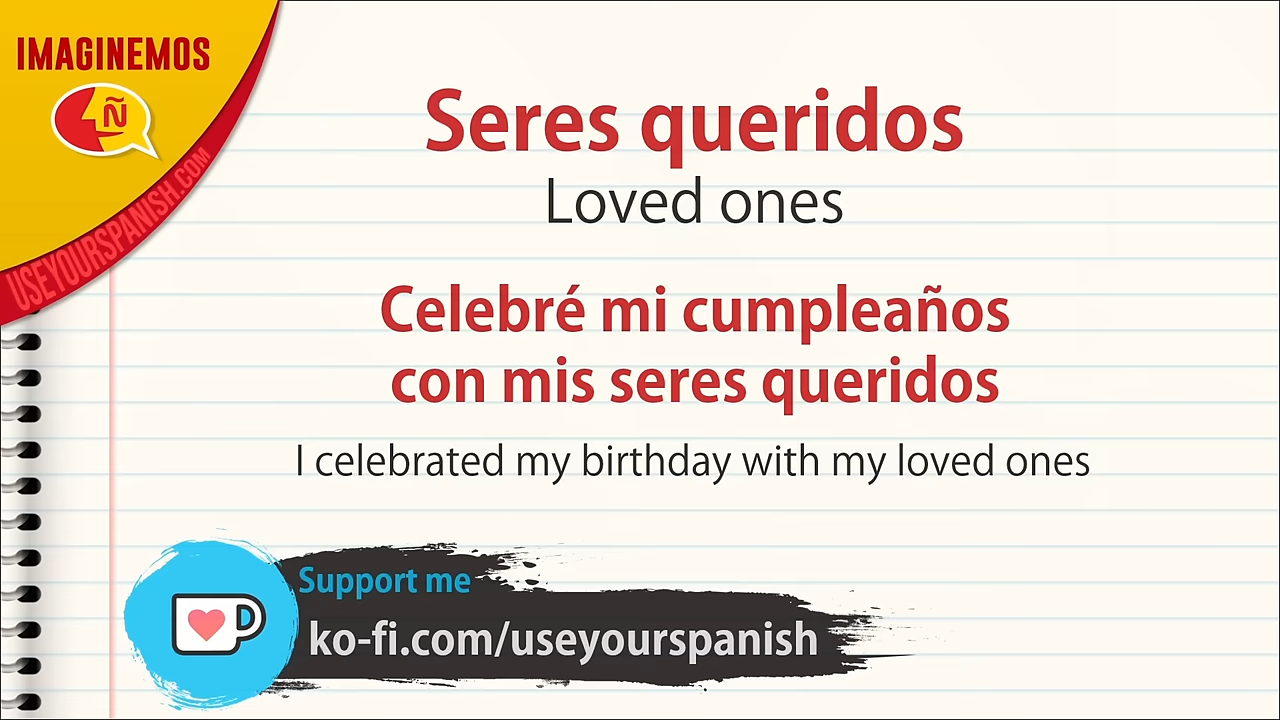 IMAGINEMOS
Ñ
USEYOURSPANISH.COM
Seres queridos
Loved ones
Celebré mi cumpleaños
con mis seres queridos
I celebrated my birthday with my loved ones
Support me
ko-fi.com/useyourspanish